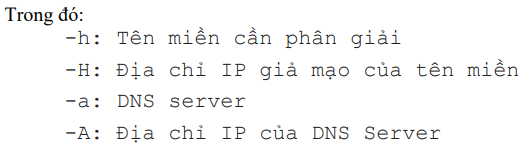 Trong đó:
-h: Tên miền cần phân giải
-H: Địa chỉ IP giả mạo của tên miền
-a: DNS server
-A: Địa chỉ IP của DNS Server